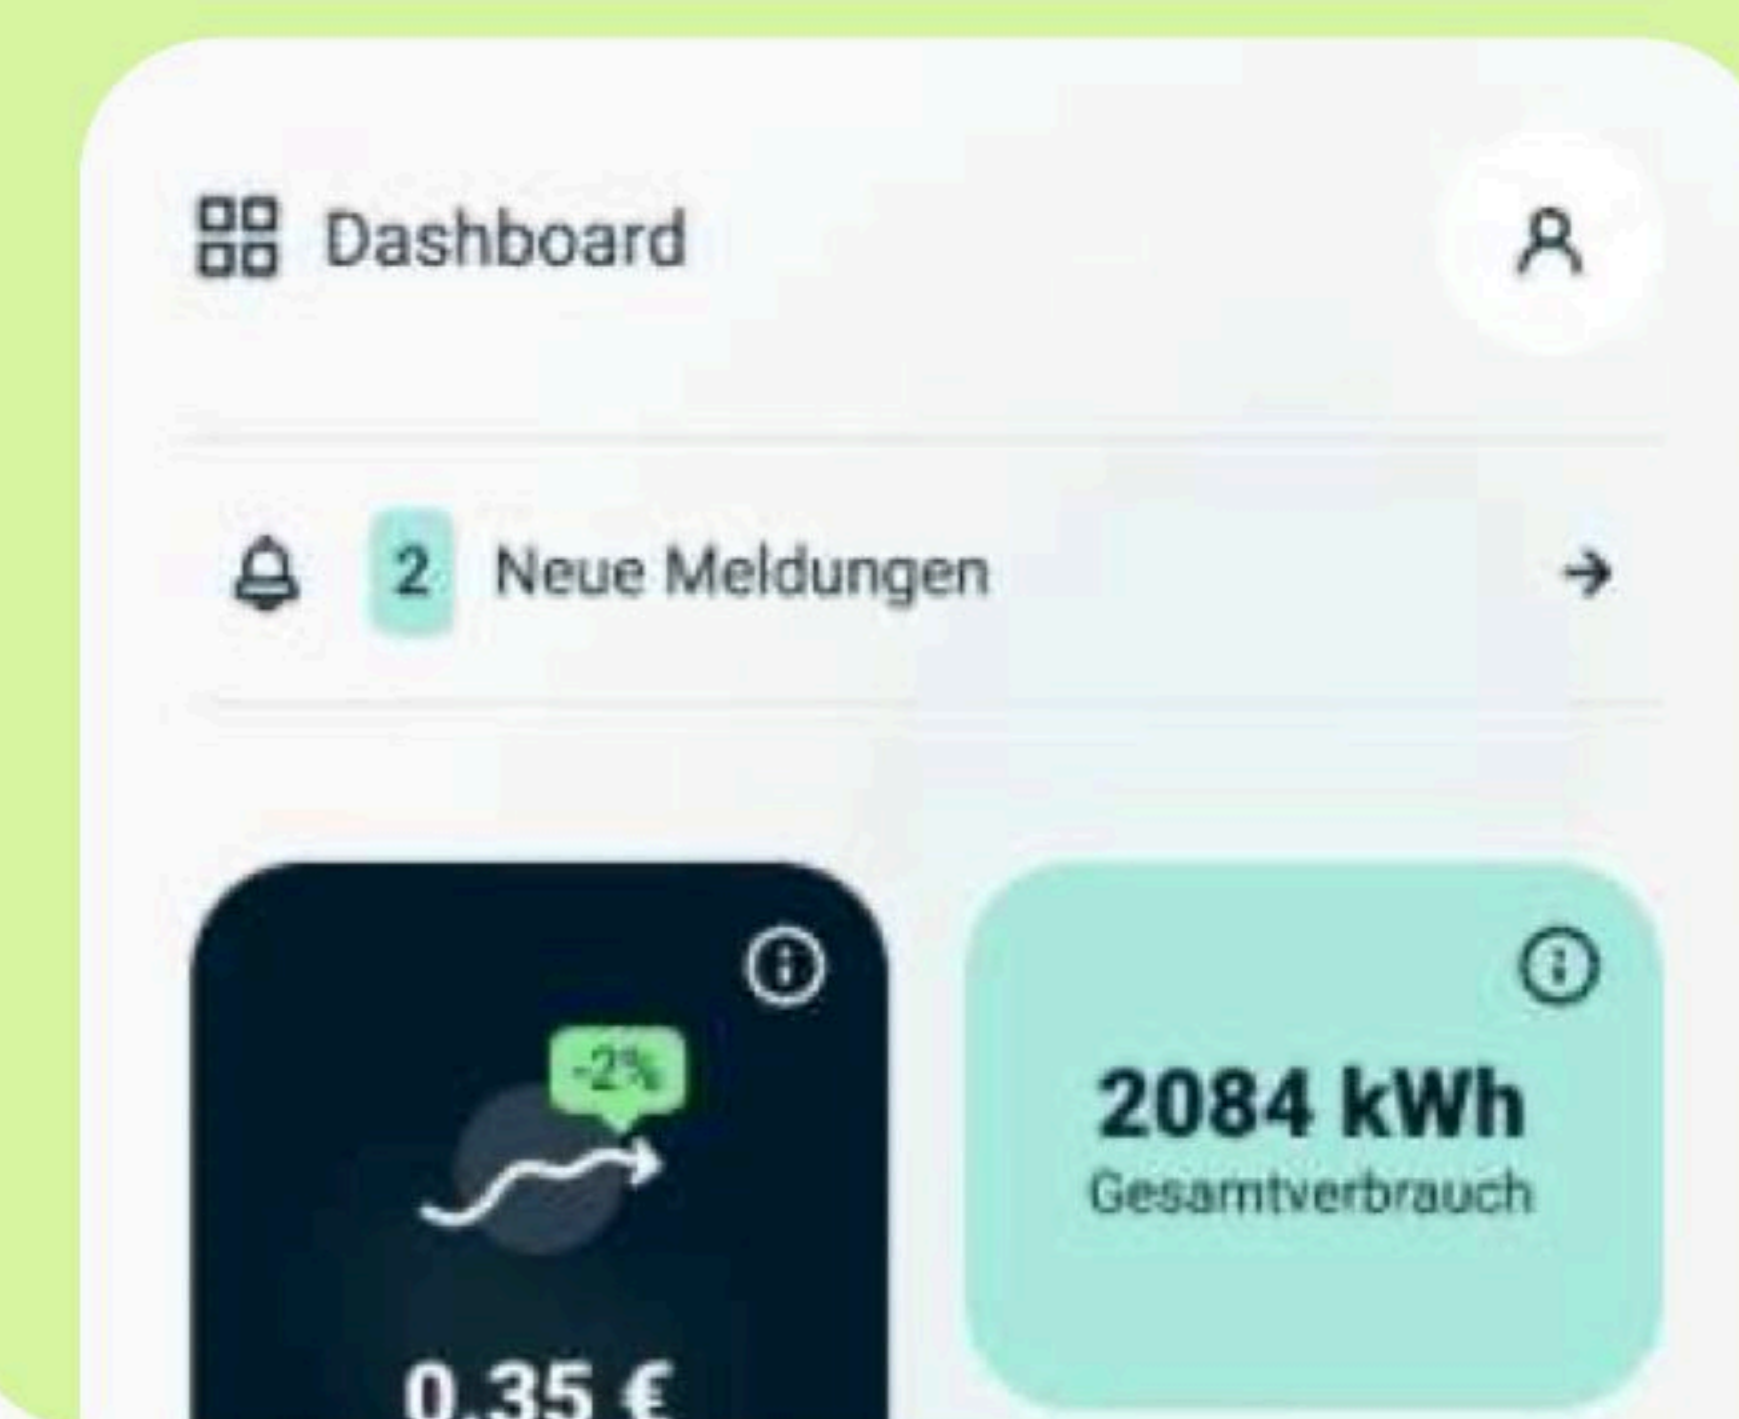 Dashboard
2 Neue Meldungen
-2%
0,35 €
2084 kWh
Gesamtverbrauch